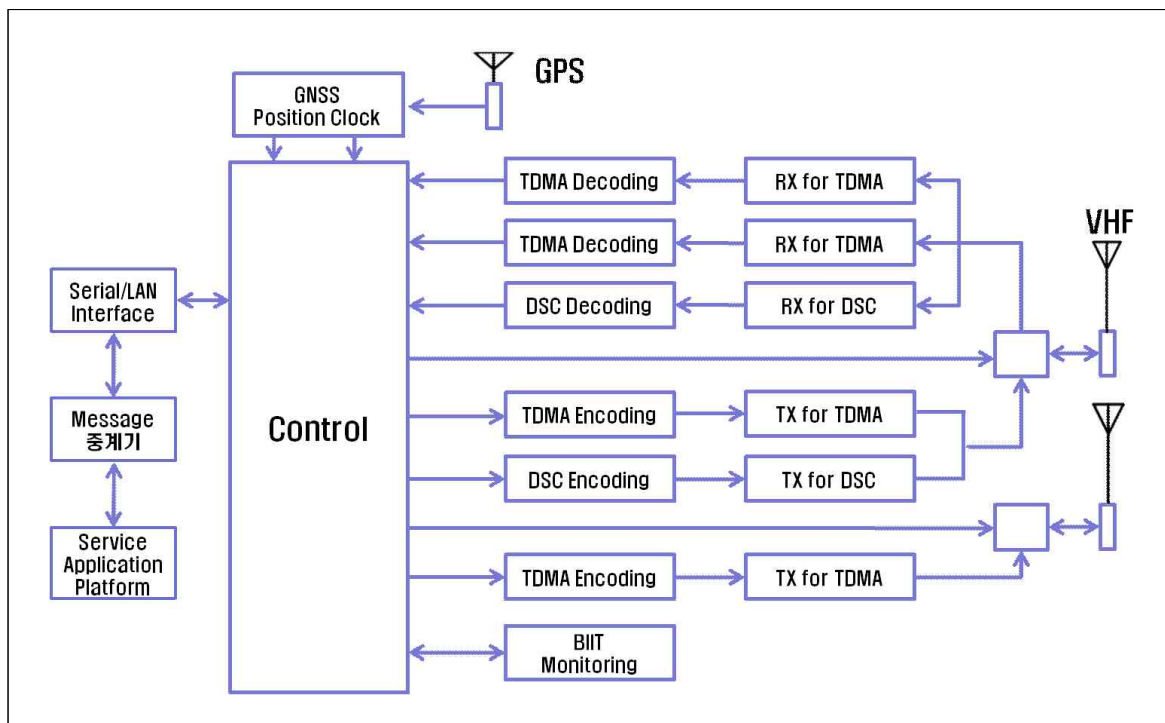 GPS
GNSS
Position Clock
TDMA Decoding
RX for TDMA
TDMA Decoding
RX for TDMA
VHF
Serial/LAN
Interface
DSC Decoding
RX for DSC
Message
중계기
Control
TDMA Encoding
TX for TDMA
DSC Encoding
TX for DSC
Service
Application
Platform
TDMA Encoding
TX for TDMA
BIIT
Monitoring